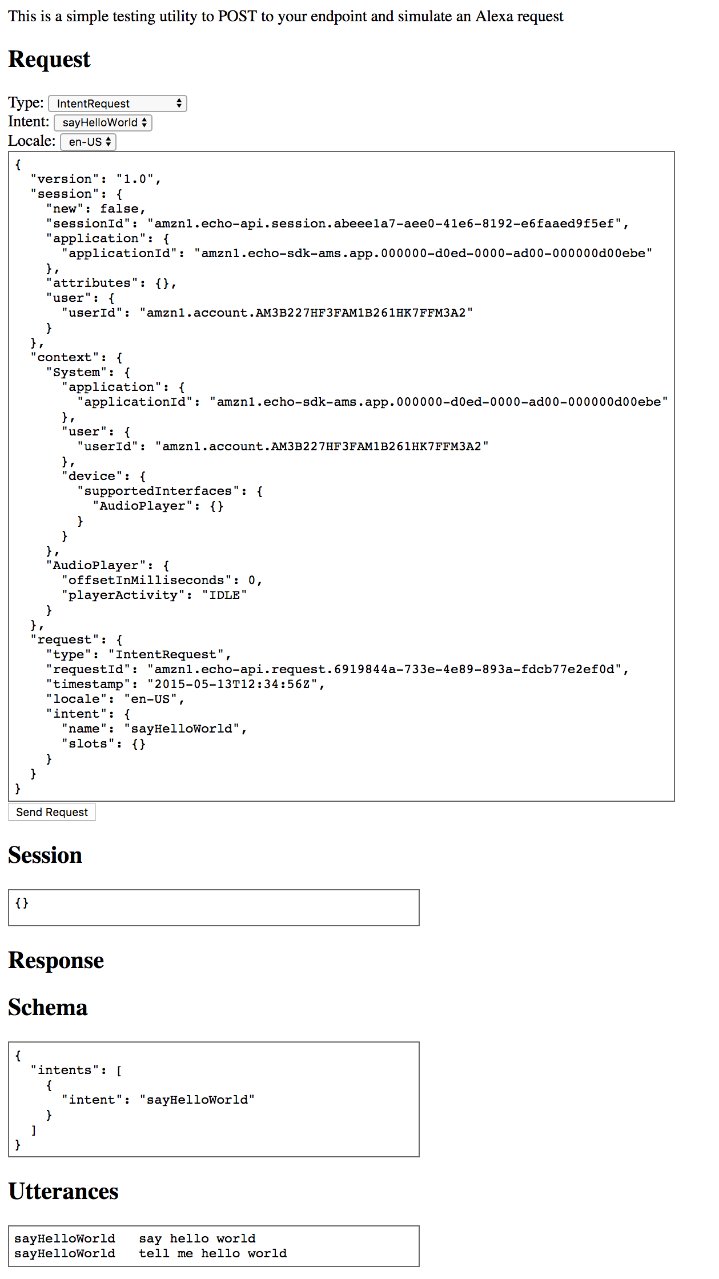 This is a simple testing utility to POST to your endpoint and simulate an Alexa request
Request
Type: IntentRequest
Intent: sayHelloWorld
Locale: en-US
{
  "version": "1.0",
  "session": {
    "new": false,
    "sessionId": "amzn1.echo-api.session.abeee1a7-aee0-41e6-8192-e6faaed9f5ef",
    "application": {
      "applicationId": "amzn1.echo-sdk-ams.app.000000-d0ed-0000-ad00-000000d00ebe"
    },
    "attributes": {},
    "user": {
      "userId": "amzn1.account.AM3B227HF3FAM1B261HK7FFM3A2"
    }
  },
  "context": {
    "System": {
      "application": {
        "applicationId": "amzn1.echo-sdk-ams.app.000000-d0ed-0000-ad00-000000d00ebe"
      },
      "user": {
        "userId": "amzn1.account.AM3B227HF3FAM1B261HK7FFM3A2"
      },
      "device": {
        "supportedInterfaces": {
          "AudioPlayer": {}
        }
      }
    },
    "AudioPlayer": {
      "offsetInMilliseconds": 0,
      "playerActivity": "IDLE"
    }
  },
  "request": {
    "type": "IntentRequest",
    "requestId": "amzn1.echo-api.request.6919844a-733e-4e89-893a-fdcb77e2ef0d",
    "timestamp": "2015-05-13T12:34:56Z",
    "locale": "en-US",
    "intent": {
      "name": "sayHelloWorld",
      "slots": {}
    }
  }
}
Send Request
Session
{}
Response
Schema
{
  "intents": [
    {
      "intent": "sayHelloWorld"
    }
  ]
}
Utterances
sayHelloWorld   say hello world
sayHelloWorld   tell me hello world